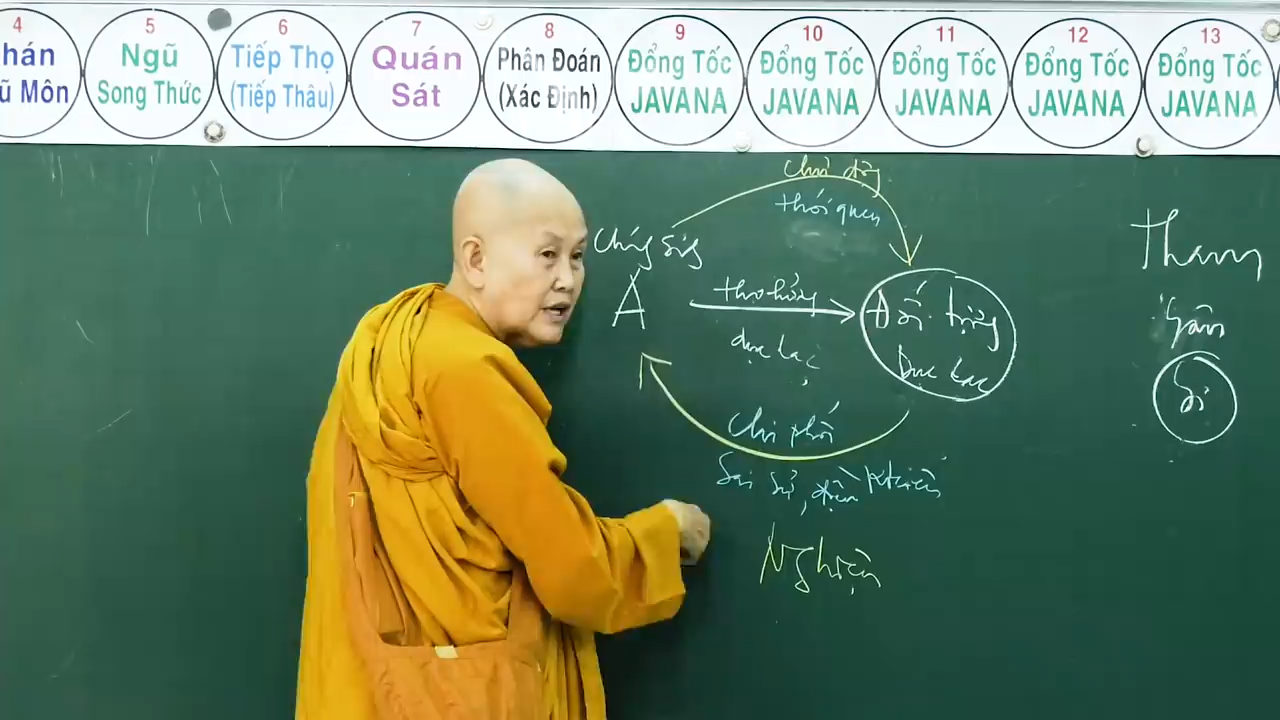 4
hán
ũ Môn
5
Ngũ
Song Thức
6
Tiếp Thọ
(Tiếp Thâu)
7
Quán
Sát
8
Phân Đoán
(Xác Định)
9
Đổng Tốc
JAVANA
10
Đổng Tốc
JAVANA
11
Đổng Tốc
JAVANA
12
Đổng Tốc
JAVANA
13
Đổng Tốc
JAVANA
chủ động
thói quen
chúng sing
A
thọ hưởng
dục lạc
Đối tượng
Dục lạc
Chi phối
Sai sử, điều khiển
Nghiện
Tham
Sân
Si